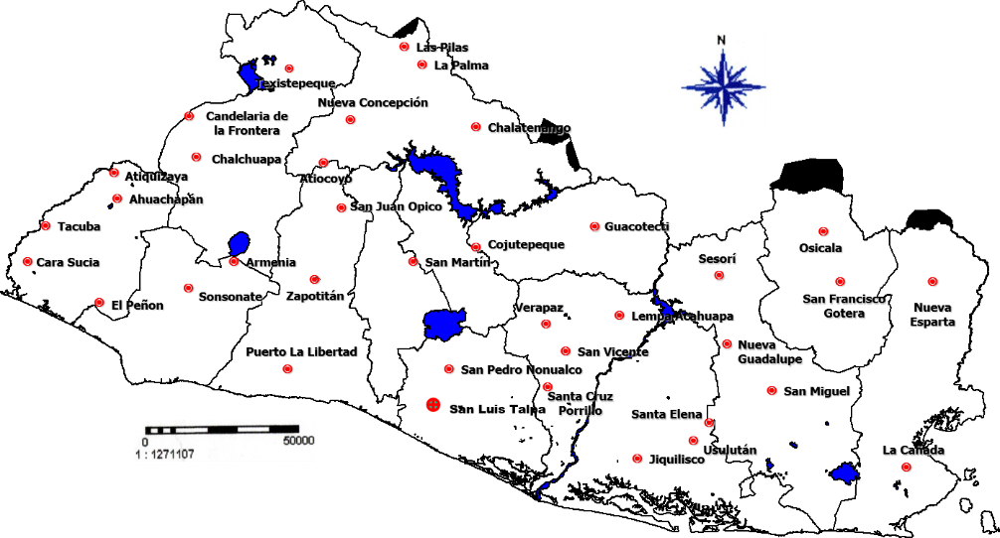 N
Las Pilas
La Palma
Texistepeque
Nueva Concepción
Candelaria de
la Frontera
Chalatenango
Chalchuapa
Atiquizaya
Atiocoyo
Ahuachapán
San Juan Opico
Tacuba
Guacotecti
Cojutepeque
Osicala
Cara Sucia
Armenia
San Martín
Sesorí
Sonsonate
Zapotitán
El Peñon
San Francisco
Gotera
Nueva
Esparta
Verapaz
Lempa Acahuapa
Puerto La Libertad
San Vicente
Nueva
Guadalupe
San Pedro Nonualco
San Miguel
Santa Cruz
Porrillo
San Luis Talpa
Santa Elena
Usulután
La Cañada
Jiquilisco
0
50000
1 : 1271107